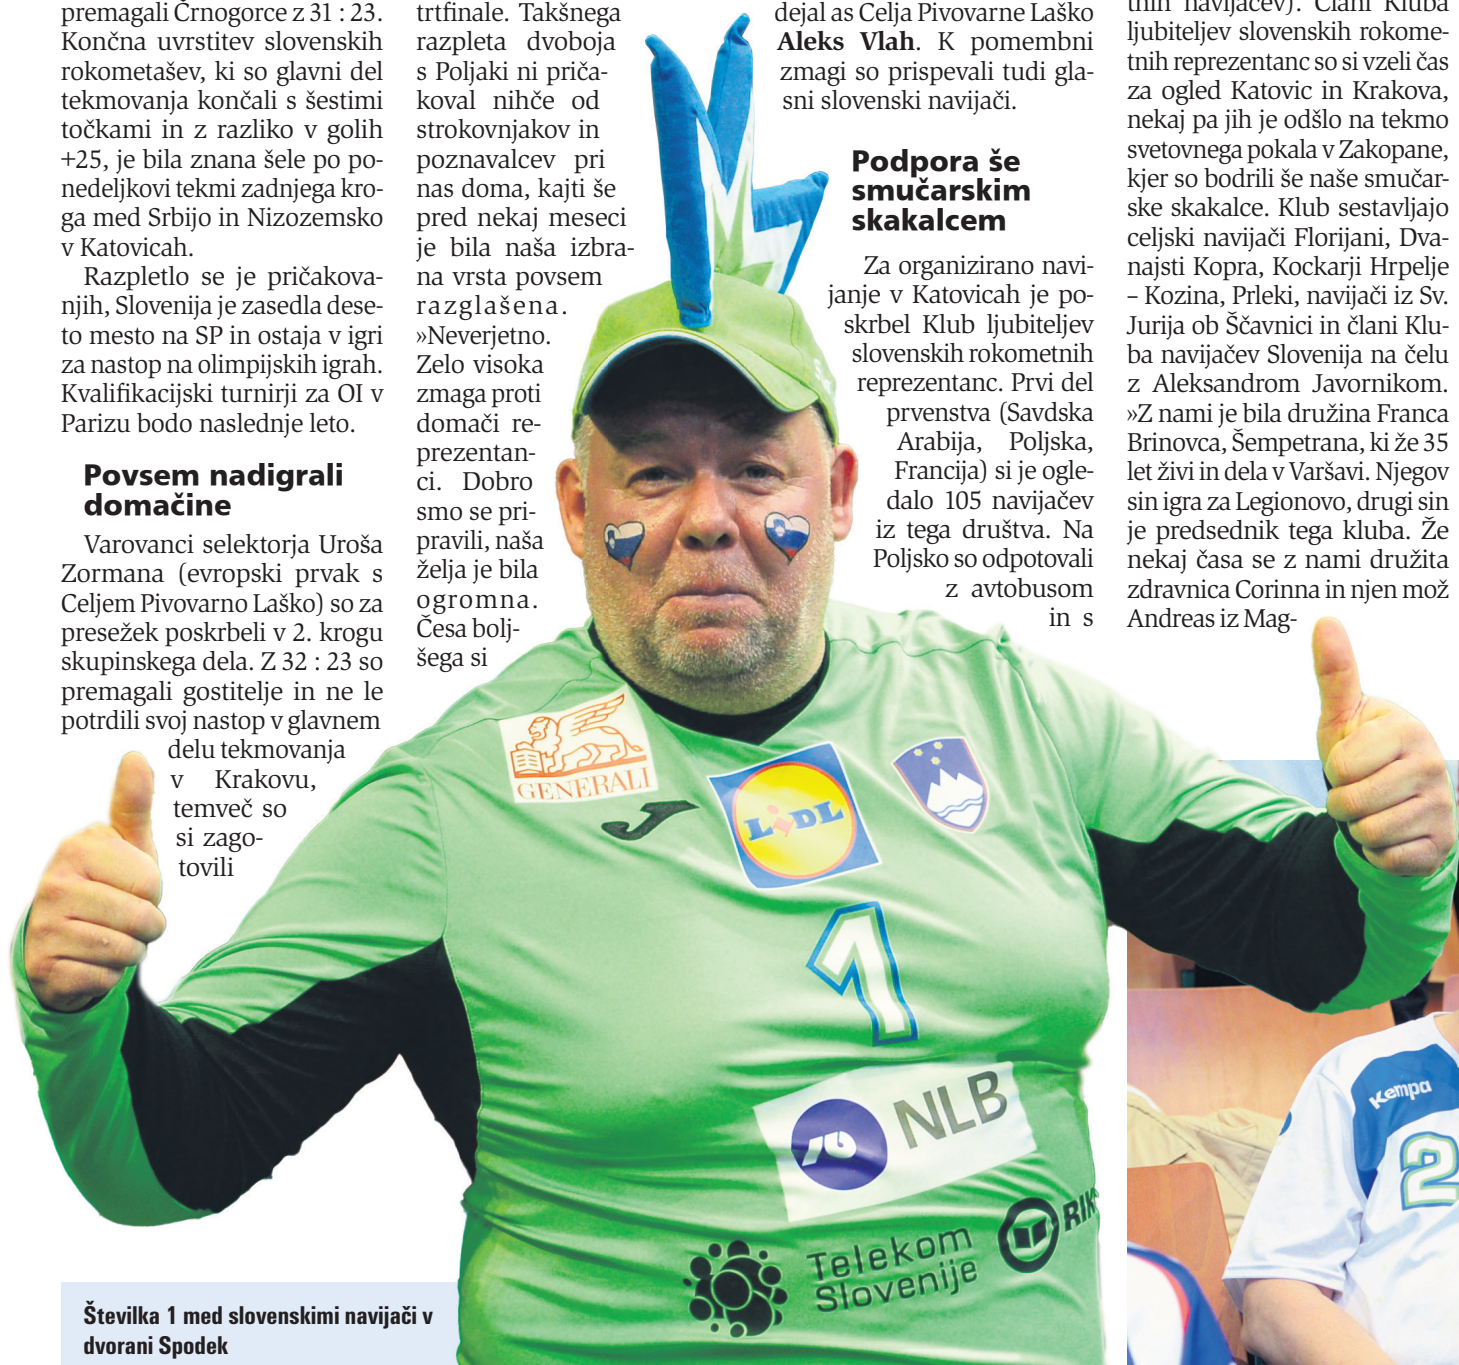 premagali Črnogorce z 31 : 23.
Končna uvrstitev slovenskih
rokometašev, ki so glavni del
tekmovanja končali s šestimi
točkami in z razliko v golih
+25, je bila znana šele po po-
nedeljkovi tekmi zadnjega kro-
ga med Srbijo in Nizozemsko
v Katovicah.
Razpletlo se je pričakova-
njih, Slovenija je zasedla dese-
to mesto na SP in ostaja v igri
za nastop na olimpijskih igrah.
Kvalifikacijski turnirji za OI v
Parizu bodo naslednje leto.
Povsem nadigrali
domačine
Varovanci selektorja Uroša
Zormana (evropski prvak s
Celjem Pivovarno Laško) so za
presežek poskrbeli v 2. krogu
skupinskega dela. Z 32 : 23 so
premagali gostitelje in ne le
potrdili svoj nastop v glavnem
delu tekmovanja
v Krakovu,
temveč so
si zago-
tovili
trtfinale. Takšnega
razpleta dvoboja
s Poljaki ni priča-
koval nihče od
strokovnjakov in
poznavalcev pri
nas doma, kajti še
pred nekaj meseci
je bila naša izbra-
na vrsta povsem
razglašena.
»Neverjetno.
Zelo visoka
zmaga proti
domači re-
prezentan-
ci. Dobro
smo se pri-
pravili, naša
želja je bila
ogromna.
Česa bolj-
šega si
dejal as Celja Pivovarne Laško
Aleks Vlah. K pomembni
zmagi so prispevali tudi gla-
sni slovenski navijači.
Podpora še
smučarskim
skakalcem
Za organizirano navi-
janje v Katovicah je po-
skrbel Klub ljubiteljev
slovenskih rokometnih
reprezentanc. Prvi del
prvenstva (Savdska
Arabija, Poljska,
Francija) si je ogle-
dalo 105 navijačev
iz tega društva. Na
Poljsko so odpotovali
z avtobusom
in s
tnih navijačev). Člani Kluba
ljubiteljev slovenskih rokome-
tnih reprezentanc so si vzeli čas
za ogled Katovic in Krakova,
nekaj pa jih je odšlo na tekmo
svetovnega pokala v Zakopane,
kjer so bodrili še naše smučar-
ske skakalce. Klub sestavljajo
celjski navijači Florijani, Dva-
najsti Kopra, Kockarji Hrpelje
– Kozina, Prleki, navijači iz Sv.
Jurija ob Ščavnici in člani Klu-
ba navijačev Slovenija na čelu
z Aleksandrom Javornikom.
»Z nami je bila družina Franca
Brinovca, Šempetrana, ki že 35
let živi in dela v Varšavi. Njegov
sin igra za Legionovo, drugi sin
je predsednik tega kluba. Že
nekaj časa se z nami družita
zdravnica Corinna in njen mož
Andreas iz Mag-
GENERALI
LiDL
1
NLB
Telekom
Slovenije
RIK
Kempa
2
Številka 1 med slovenskimi navijači v
dvorani Spodek